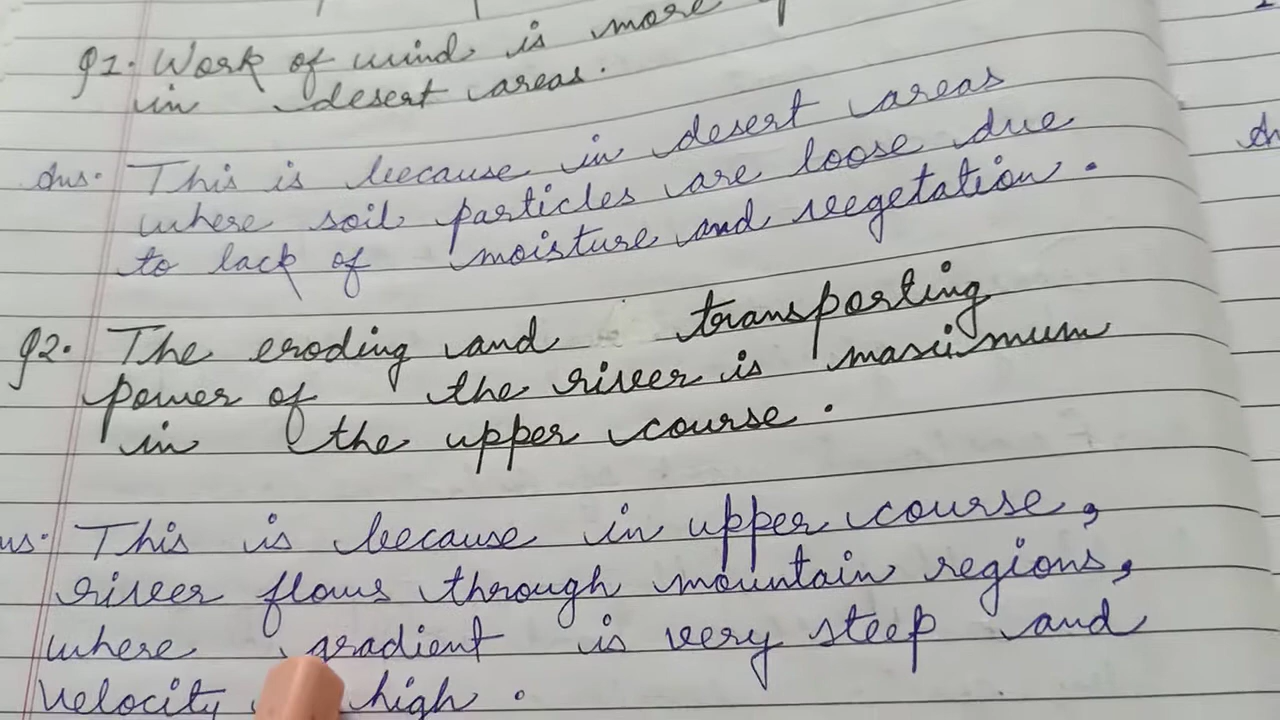 Q1. Work of wind is more
in desert areas.
Ans. This is because in desert areas
where soil particles are loose due
to lack of moisture and vegetation.
Q2. The eroding and transporting
power of the river is maximum
in the upper course.
Ans. This is because in upper course,
river flows through mountain regions,
where gradient is very steep and
velocity high.